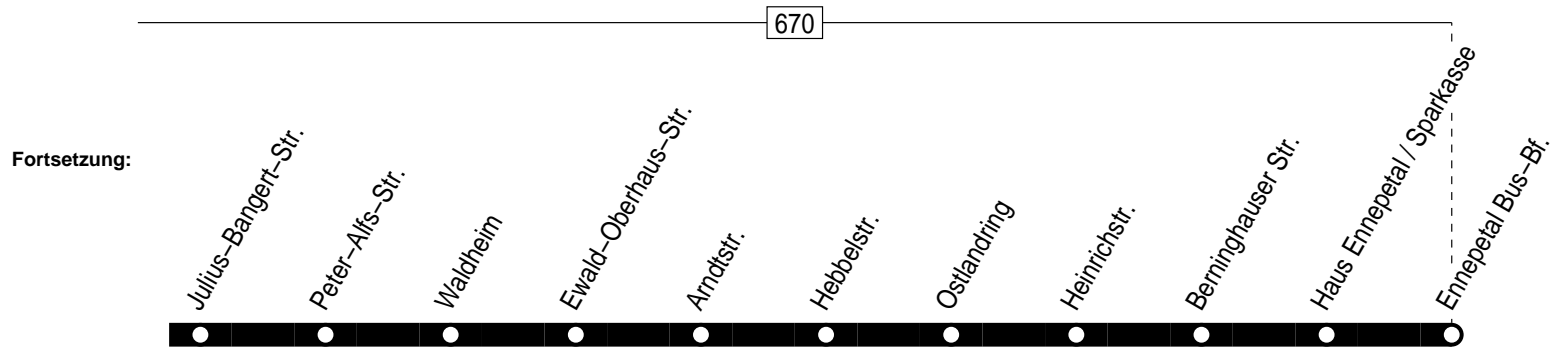 670
Fortsetzung:
Julius–Bangert–Str.
Peter–Alfs–Str.
Waldheim
Ewald–Oberhaus–Str.
Arndtstr.
Hebbelstr.
Ostlandring
Heinrichstr.
Berninghauser Str.
Haus Ennepetal / Sparkasse
Ennepetal Bus–Bf.